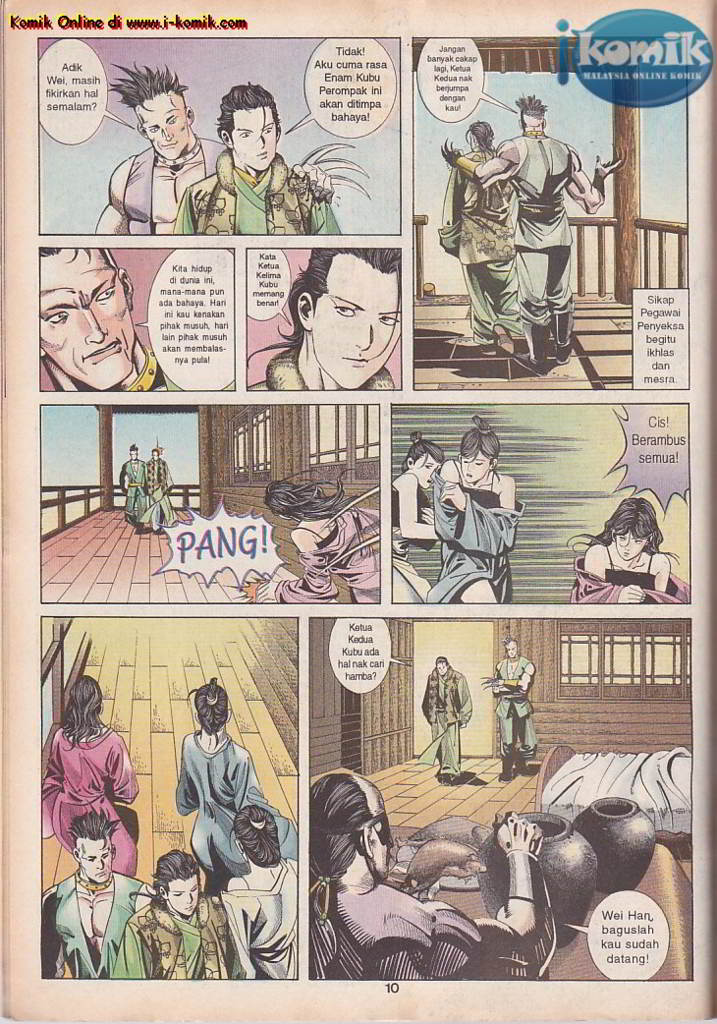 Komik Online di www.i-komik.com
ikomik
MALAYSIA ONLINE KOMIK
Adik
Wei, masih
fikirkan hal
semalam?
Tidak!
Aku cuma rasa
Enam Kubu
Perompak ini
akan ditimpa
bahaya!
Jangan
banyak cakap
lagi, Ketua
Kedua nak
berjumpa
dengan
kau!
Sikap
Pegawai
Penyeksa
begitu
ikhlas
dan
mesra.
Kita hidup
di dunia ini,
mana-mana pun
ada bahaya. Hari
ini kau kenakan
pihak musuh, hari
lain pihak musuh
akan membalas-
nya pula!
Kata
Ketua
Kelima
Kubu
memang
benar!
PANG!
Cis!
Berambus
semua!
Ketua
Kedua
Kubu ada
hal nak cari
hamba?
Wei Han,
baguslah
kau sudah
datang!
10